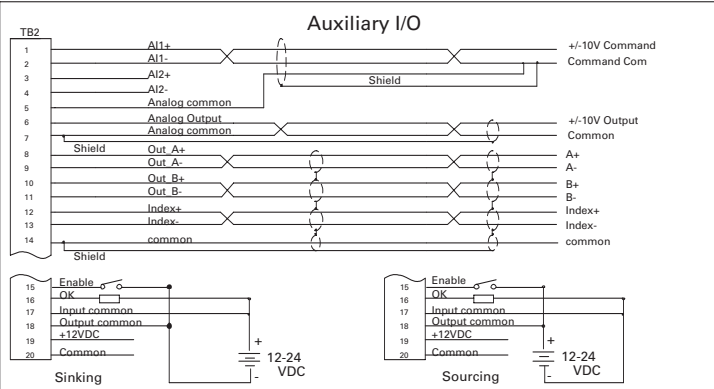 Auxiliary I/O
TB2
1 AI1+ +/-10V Command
2 AI1- Command Com
3 AI2+
Shield
4 AI2-
5 Analog common
6 Analog Output +/-10V Output
7 Analog common Common
Shield
8 Out_A+ A+
9 Out_A- A-
10 Out_B+ B+
11 Out_B- B-
12 Index+ Index+
13 Index- Index-
14 common common
Shield
15 Enable
16 OK
17 Input common
18 Output common
19 +12VDC
20 Common
+
12-24
VDC
-
Sinking
15 Enable
16 OK
17 Input common
18 Output common
19 +12VDC
20 Common
+
12-24
VDC
-
Sourcing